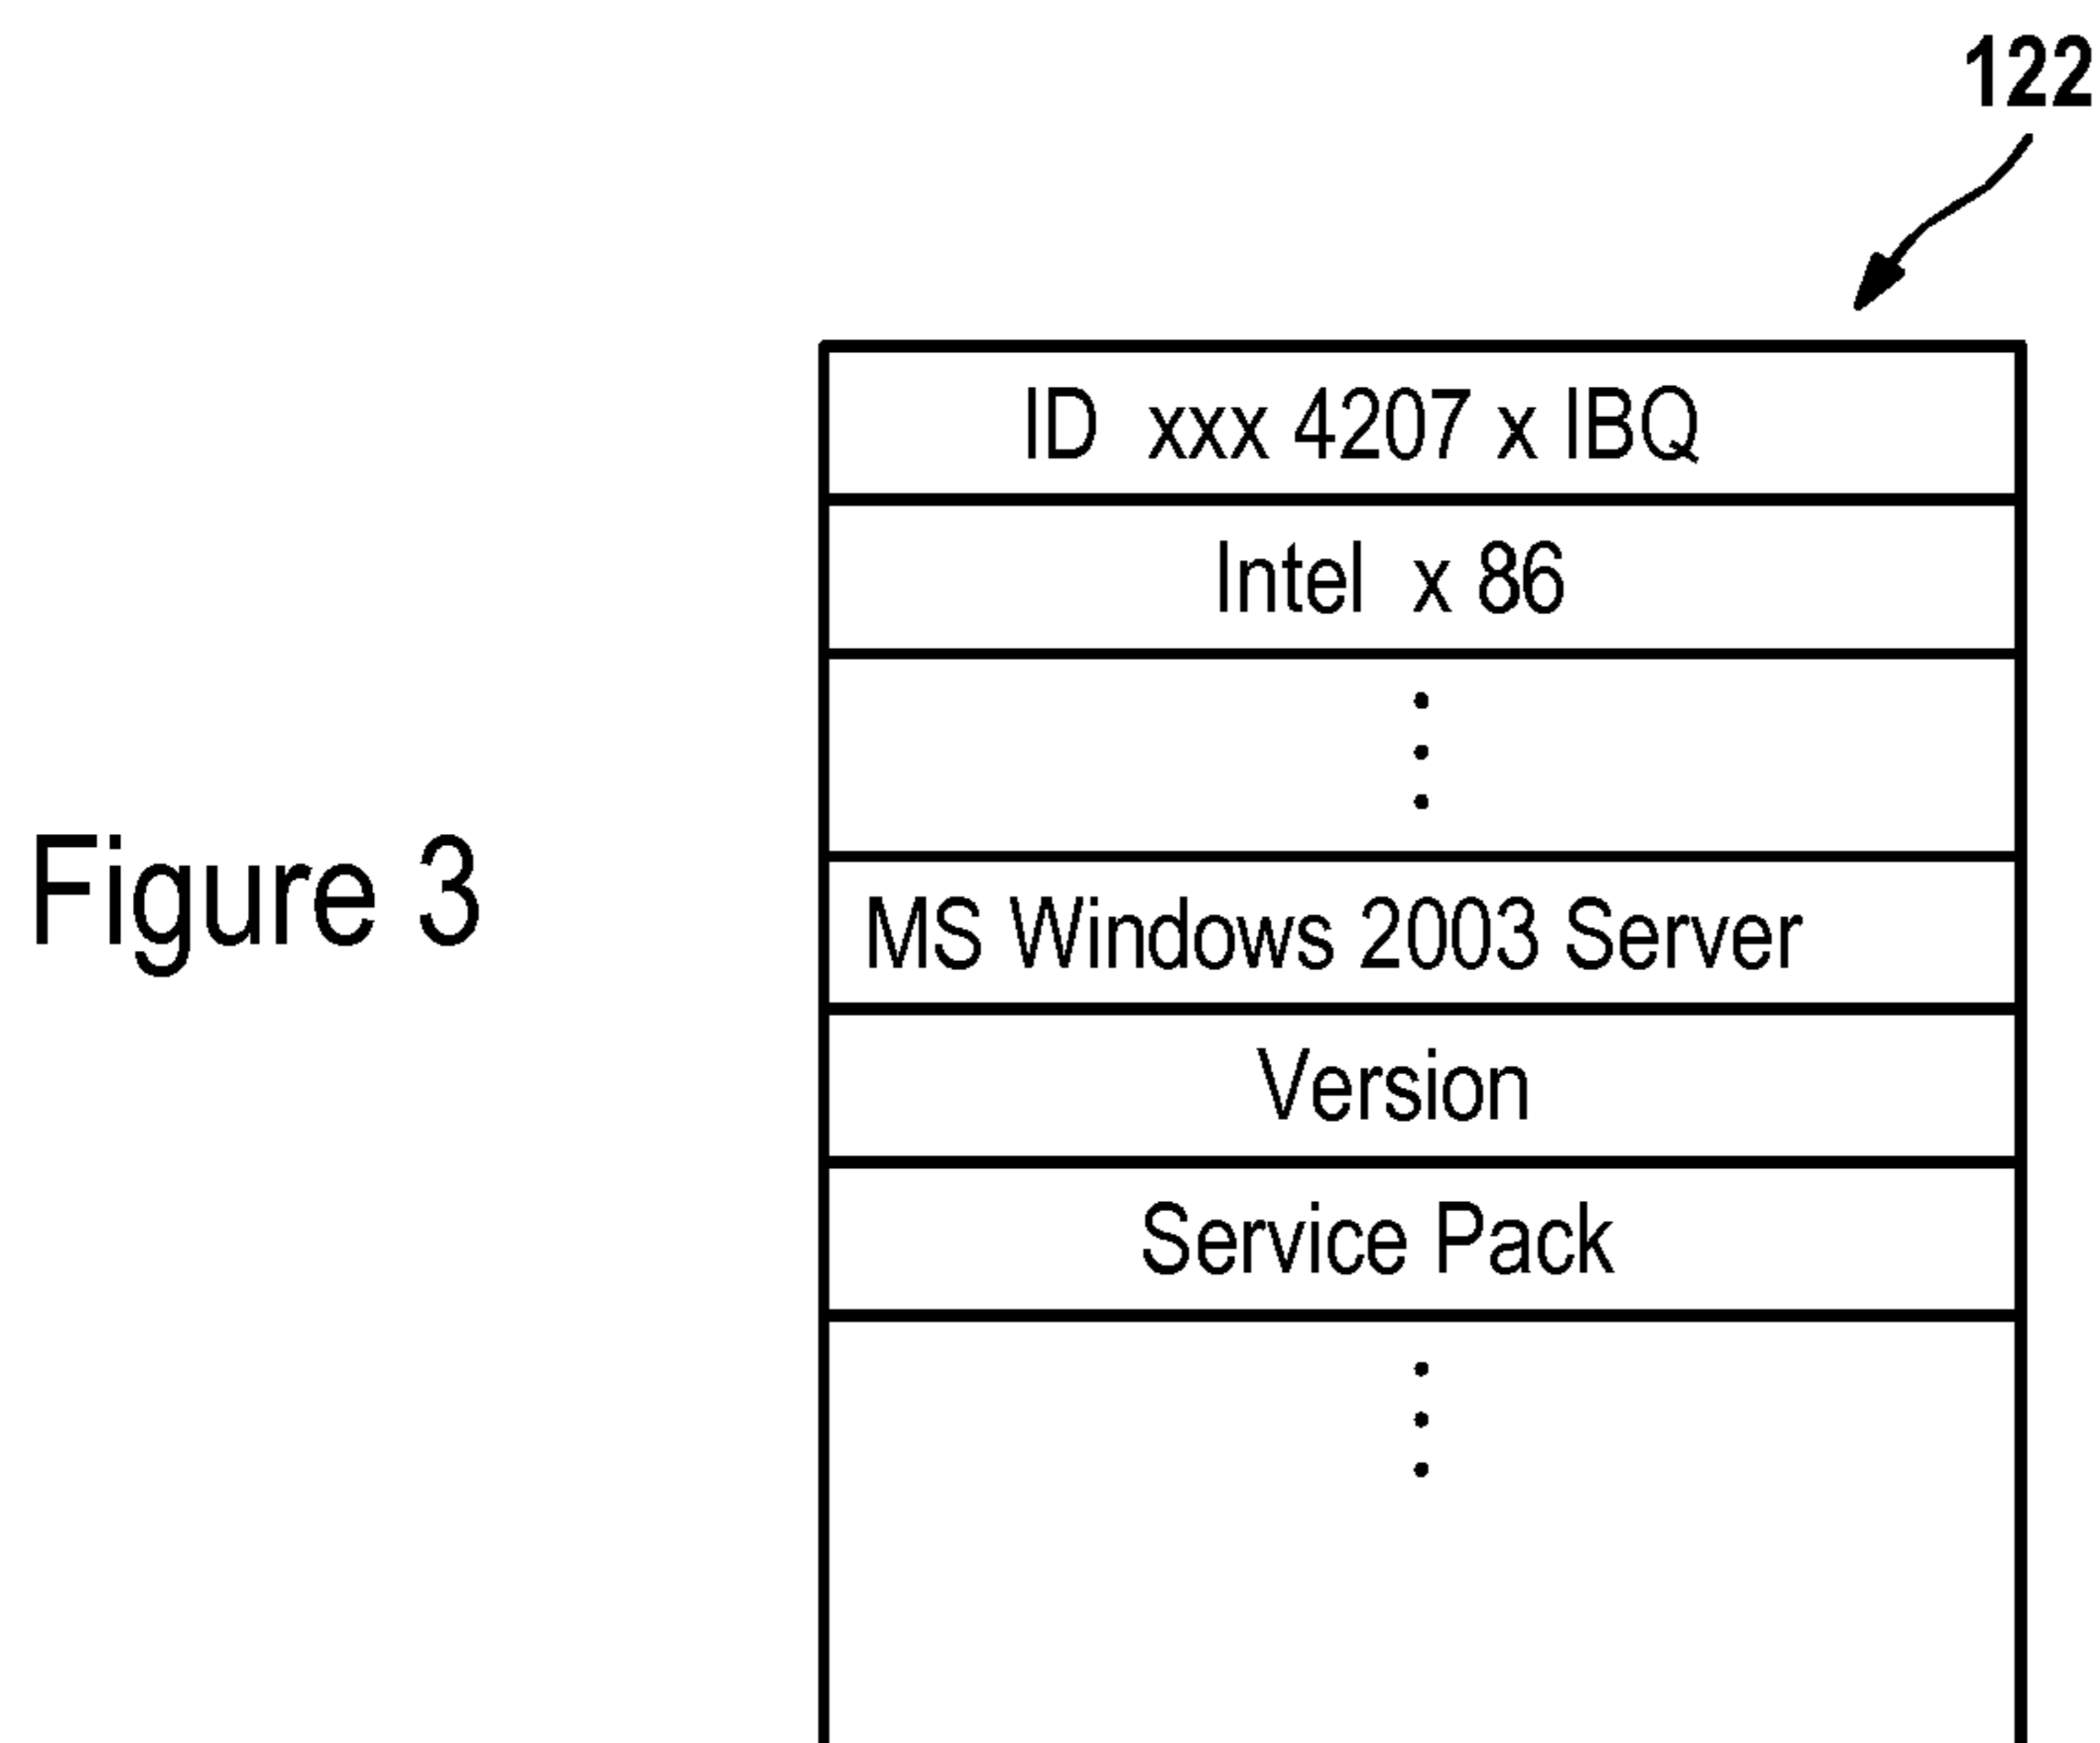 122
ID xxx 4207 x IBQ
Intel x 86
MS Windows 2003 Server
Version
Service Pack
Figure 3